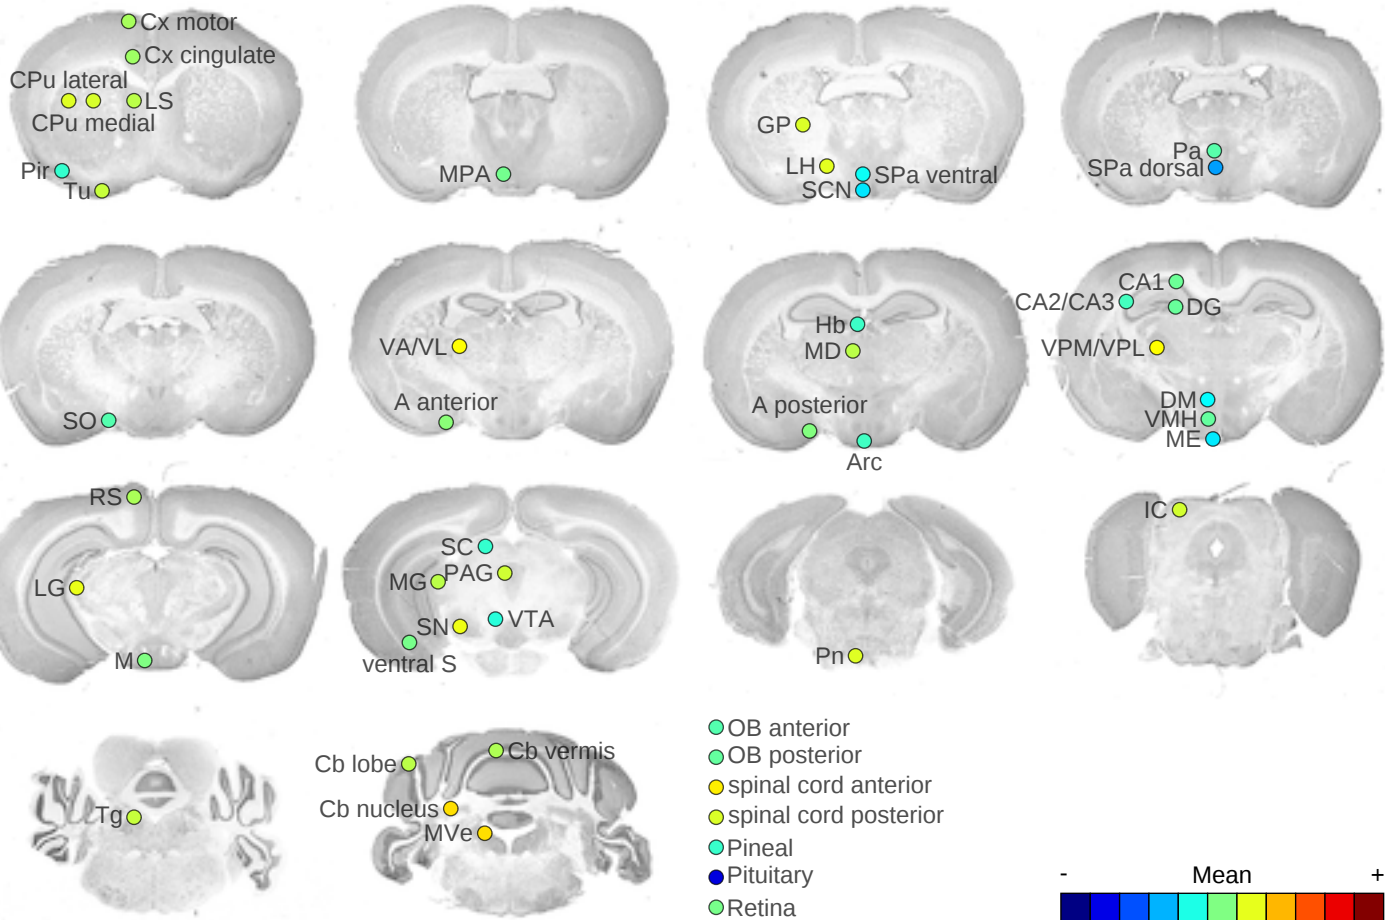 Cx motor
Cx cingulate
CPu lateral
LS
CPu medial
Pir
Tu
MPA
GP
LH
SPa ventral
SCN
Pa
SPa dorsal
SO
VA/VL
A anterior
Hb
MD
A posterior
Arc
CA1
CA2/CA3
DG
VPM/VPL
DM
VMH
ME
RS
LG
M
SC
MG
PAG
SN
VTA
ventral S
Pn
IC
Tg
Cb lobe
Cb vermis
Cb nucleus
MVe
OB anterior
OB posterior
spinal cord anterior
spinal cord posterior
Pineal
Pituitary
Retina
- Mean +